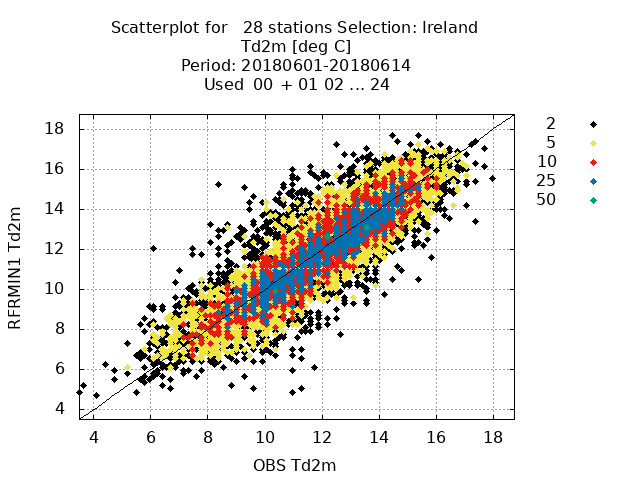 Scatterplot for   28 stations Selection: Ireland
Td2m [deg C]
Period: 20180601-20180614
Used  00 + 01 02 ... 24
2
5
10
25
50
18
16
14
12
10
8
6
4
RFRMIN1 Td2m
4 6 8 10 12 14 16 18
OBS Td2m